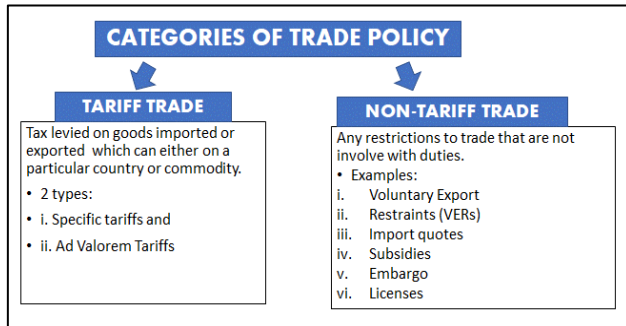 CATEGORIES OF TRADE POLICY
TARIFF TRADE
Tax levied on goods imported or
exported which can either on a
particular country or commodity.
• 2 types:
• i. Specific tariffs and
• ii. Ad Valorem Tariffs
NON-TARIFF TRADE
Any restrictions to trade that are not
involve with duties.
• Examples:
i. Voluntary Export
ii. Restraints (VERs)
iii. Import quotes
iv. Subsidies
v. Embargo
vi. Licenses